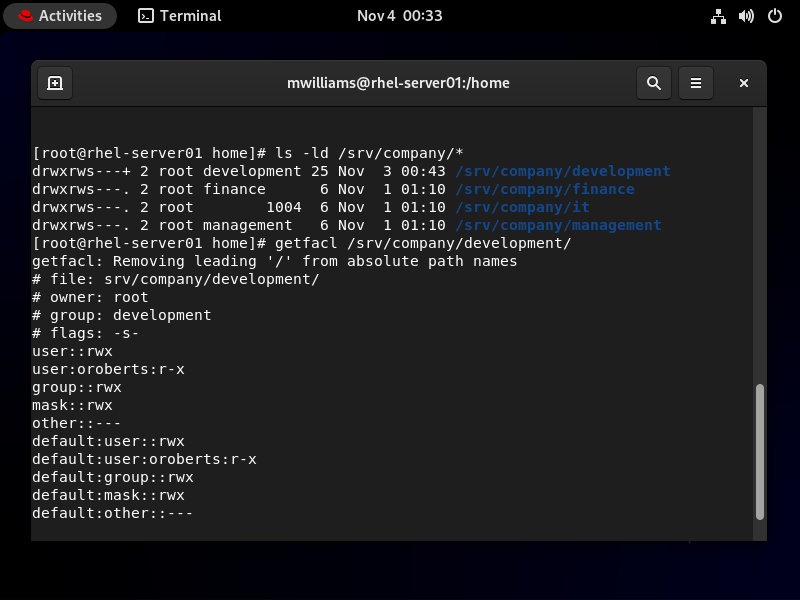 Activities Terminal Nov 4 00:33
mwilliams@rhel-server01:/home
[root@rhel-server01 home]# ls -ld /srv/company/*
drwxrws---+ 2 root development 25 Nov  3 00:43 /srv/company/development
drwxrws---. 2 root finance      6 Nov  1 01:10 /srv/company/finance
drwxrws---. 2 root        1004  6 Nov  1 01:10 /srv/company/it
drwxrws---. 2 root management   6 Nov  1 01:10 /srv/company/management
[root@rhel-server01 home]# getfacl /srv/company/development/
getfacl: Removing leading '/' from absolute path names
# file: srv/company/development/
# owner: root
# group: development
# flags: -s-
user::rwx
user:oroberts:r-x
group::rwx
mask::rwx
other::---
default:user::rwx
default:user:oroberts:r-x
default:group::rwx
default:mask::rwx
default:other::---